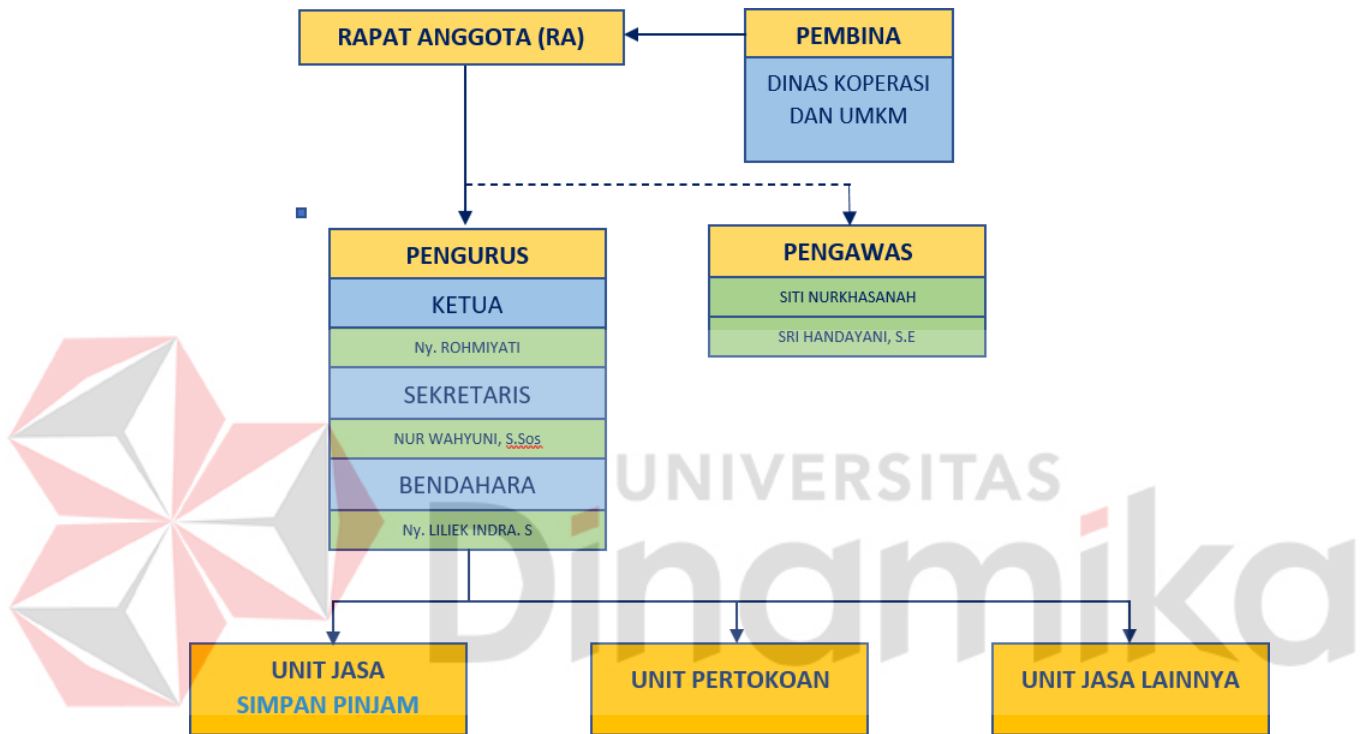 RAPAT ANGGOTA (RA)
PEMBINA
DINAS KOPERASI
DAN UMKM
PENGURUS
KETUA
Ny. ROHMIYATI
SEKRETARIS
NUR WAHYUNI, S.Sos
BENDAHARA
Ny. LILIEK INDRA. S
PENGAWAS
SITI NURKHASANAH
SRI HANDAYANI, S.E
UNIVERSITAS
Dinamika
UNIT JASA
SIMPAN PINJAM
UNIT PERTOKOAN
UNIT JASA LAINNYA